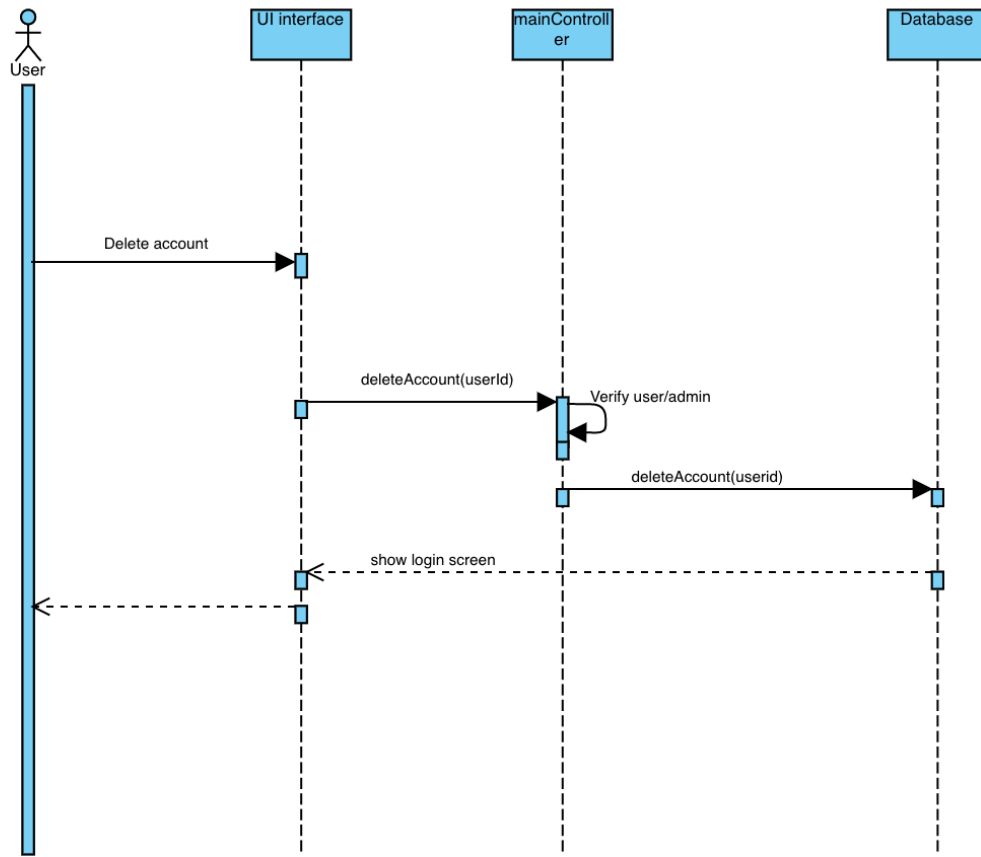 UI interface
mainControll
er
Database
User
Delete account
deleteAccount(userId)
Verify user/admin
deleteAccount(userid)
show login screen